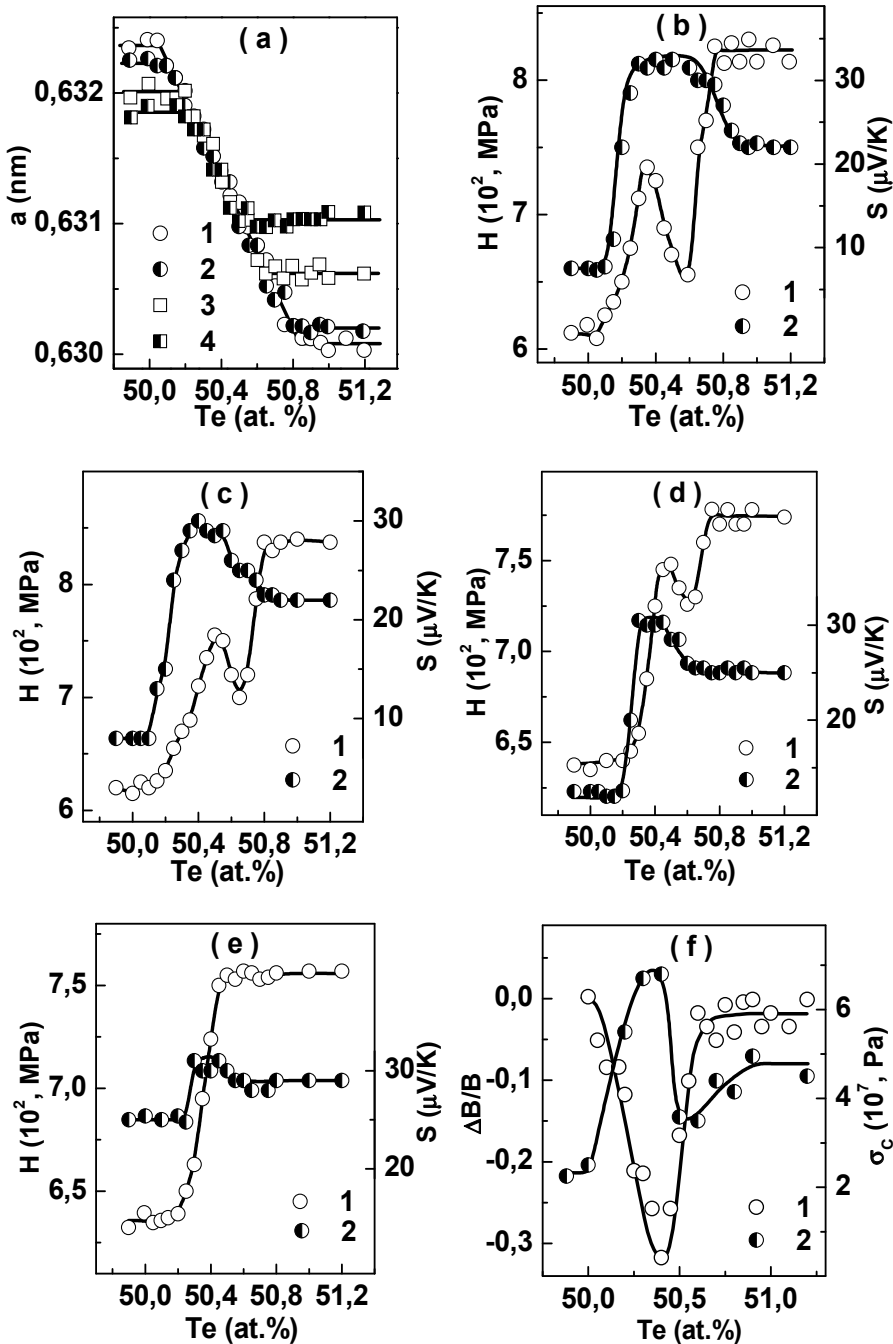 ( a )
0,632
0,631
0,630
a (nm)
1
2
3
4
50,0 50,4 50,8 51,2
Te (at. %)
( b )
8
7
6
H (10², MPa)
30
20
10
S (µV/K)
1
2
50,0 50,4 50,8 51,2
Te (at. %)
( c )
8
7
6
H (10², MPa)
30
20
10
S (µV/K)
1
2
50,0 50,4 50,8 51,2
Te (at.%)
( d )
7,5
7,0
6,5
H (10², MPa)
30
20
S (µV/K)
1
2
50,0 50,4 50,8 51,2
Te (at.%)
( e )
7,5
7,0
6,5
H (10², MPa)
30
20
S (µV/K)
1
2
50,0 50,4 50,8 51,2
Te (at.%)
( f )
0,0
-0,1
-0,2
-0,3
ΔB/B
6
4
2
σC (10⁷, Pa)
1
2
50,0 50,5 51,0
Te (at.%)